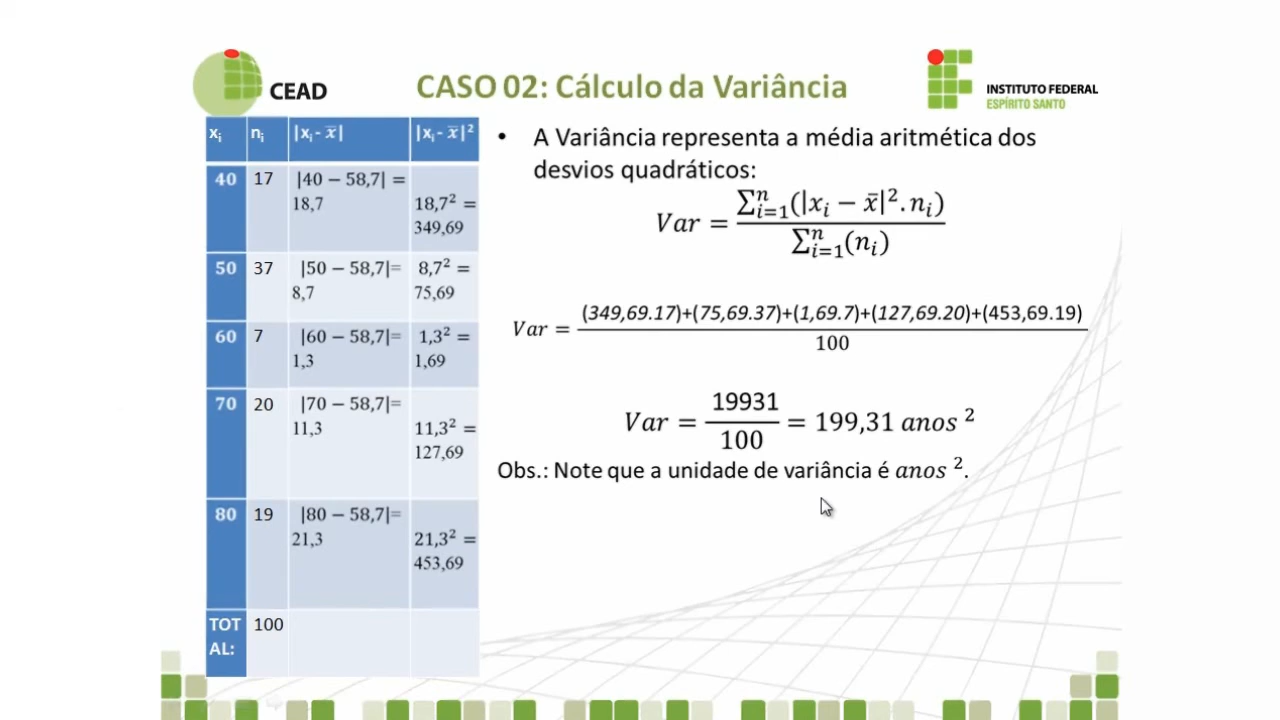 CEAD
CASO 02: Cálculo da Variância
INSTITUTO FEDERAL
ESPÍRITO SANTO
xᵢ nᵢ |xᵢ - x̅| |xᵢ - x̅|²
40 17 |40 − 58,7| = 18,7 18,7² = 349,69
50 37 |50 − 58,7|= 8,7 8,7² = 75,69
60 7 |60 − 58,7|= 1,3 1,3² = 1,69
70 20 |70 − 58,7|= 11,3 11,3² = 127,69
80 19 |80 − 58,7|= 21,3 21,3² = 453,69
TOTAL: 100
• A Variância representa a média aritmética dos
desvios quadráticos:
Var = ∑ⁿᵢ₌₁(|xᵢ − x̅|².nᵢ) / ∑ⁿᵢ₌₁(nᵢ)
Var = (349,69.17)+(75,69.37)+(1,69.7)+(127,69.20)+(453,69.19) / 100
Var = 19931 / 100 = 199,31 anos ²
Obs.: Note que a unidade de variância é anos ².